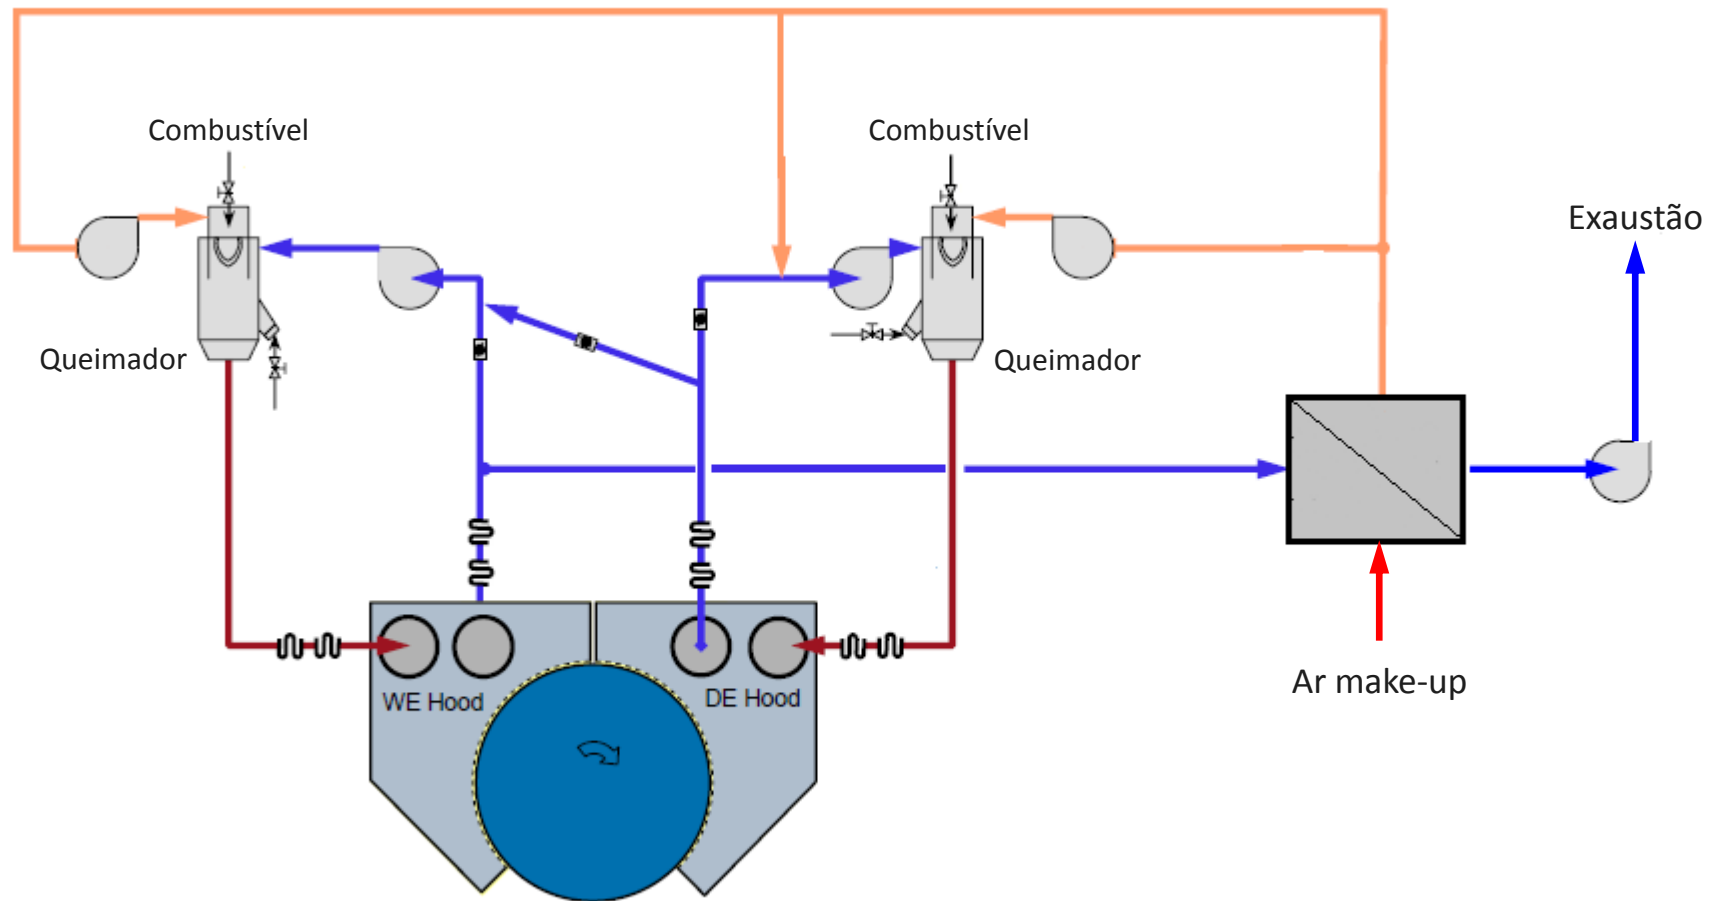 Combustível
Combustível
Exaustão
Queimador
Queimador
Ar make-up
WE Hood
DE Hood